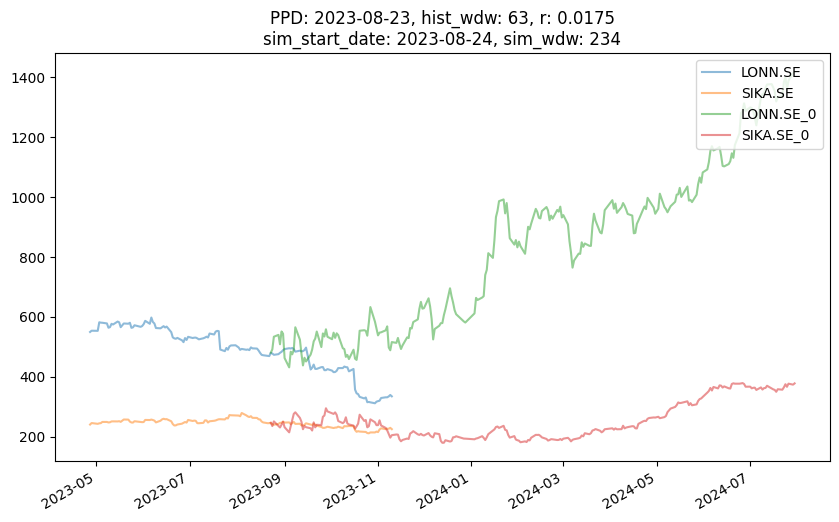 PPD: 2023-08-23, hist_wdw: 63, r: 0.0175
sim_start_date: 2023-08-24, sim_wdw: 234
LONN.SE
SIKA.SE
LONN.SE_0
SIKA.SE_0
1400
1200
1000
800
600
400
200
2023-05
2023-07
2023-09
2023-11
2024-01
2024-03
2024-05
2024-07